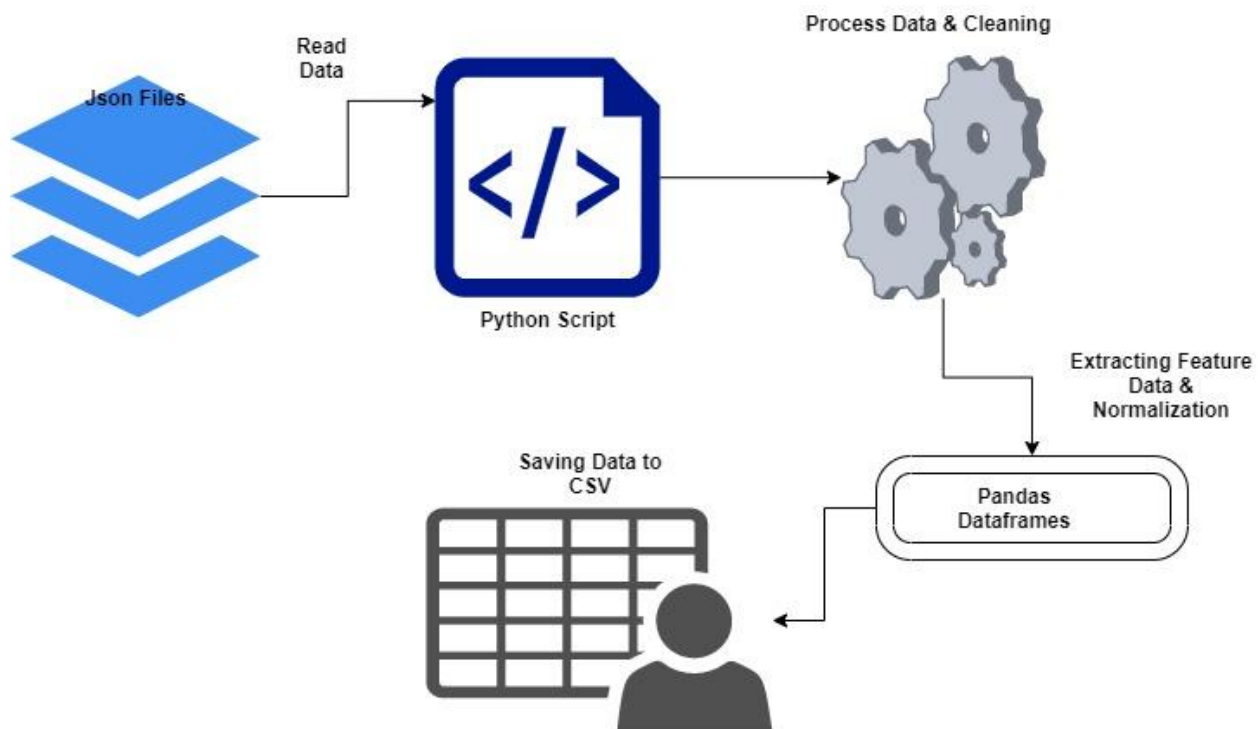 Json Files
Read
Data
Python Script
Process Data & Cleaning
Extracting Feature
Data &
Normalization
Pandas
Dataframes
Saving Data to
CSV